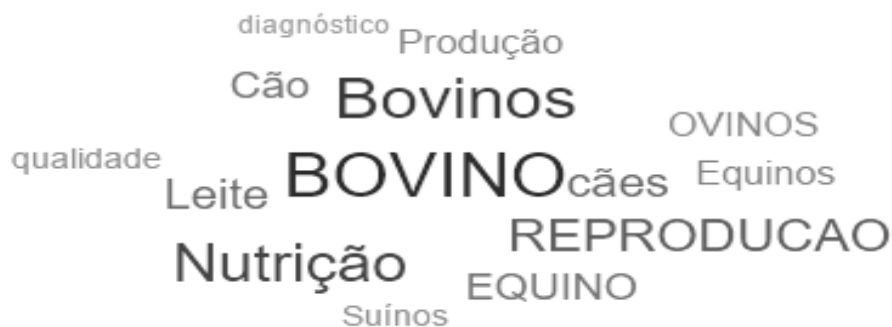 diagnóstico Produção
Cão Bovinos
OVINOS
qualidade Leite BOVINO cães Equinos
REPRODUCAO
Nutrição EQUINO
Suínos